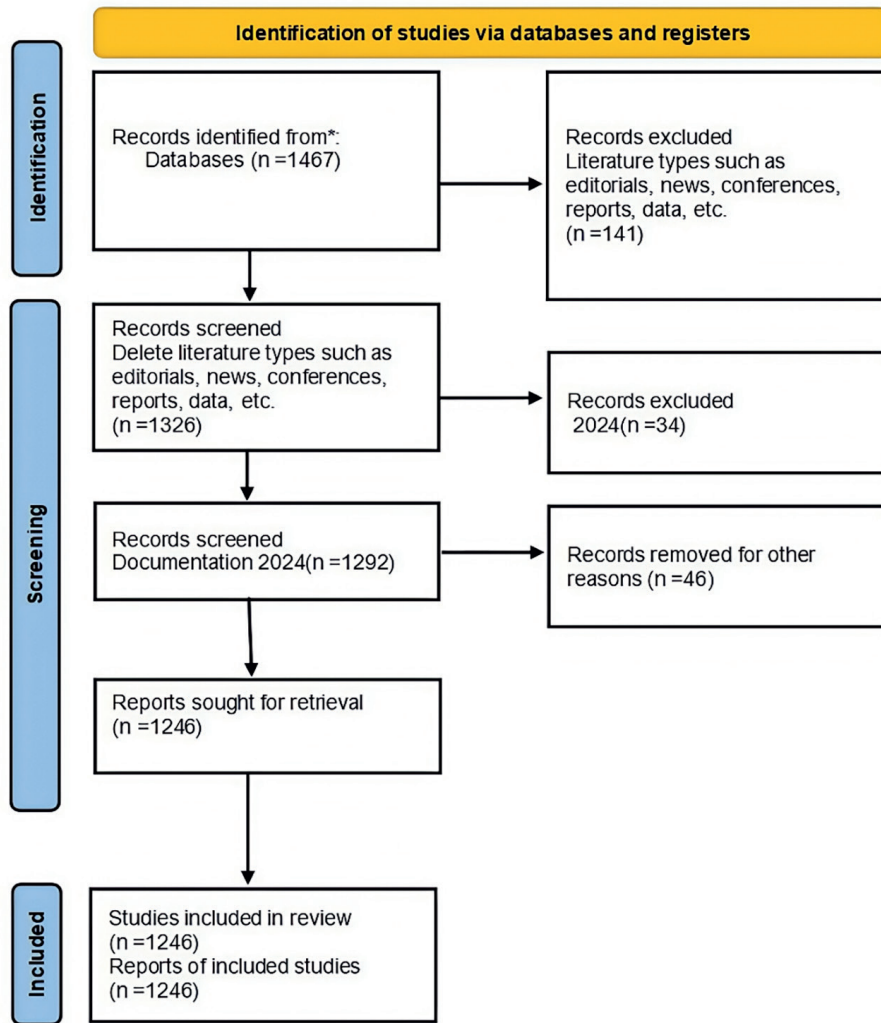 Identification of studies via databases and registers
Identification
Records identified from*:
Databases (n =1467)
Records excluded
Literature types such as
editorials, news, conferences,
reports, data, etc.
(n =141)
Screening
Records screened
Delete literature types such as
editorials, news, conferences,
reports, data, etc.
(n =1326)
Records excluded
2024(n =34)
Records screened
Documentation 2024(n =1292)
Records removed for other
reasons (n =46)
Reports sought for retrieval
(n =1246)
Included
Studies included in review
(n =1246)
Reports of included studies
(n =1246)